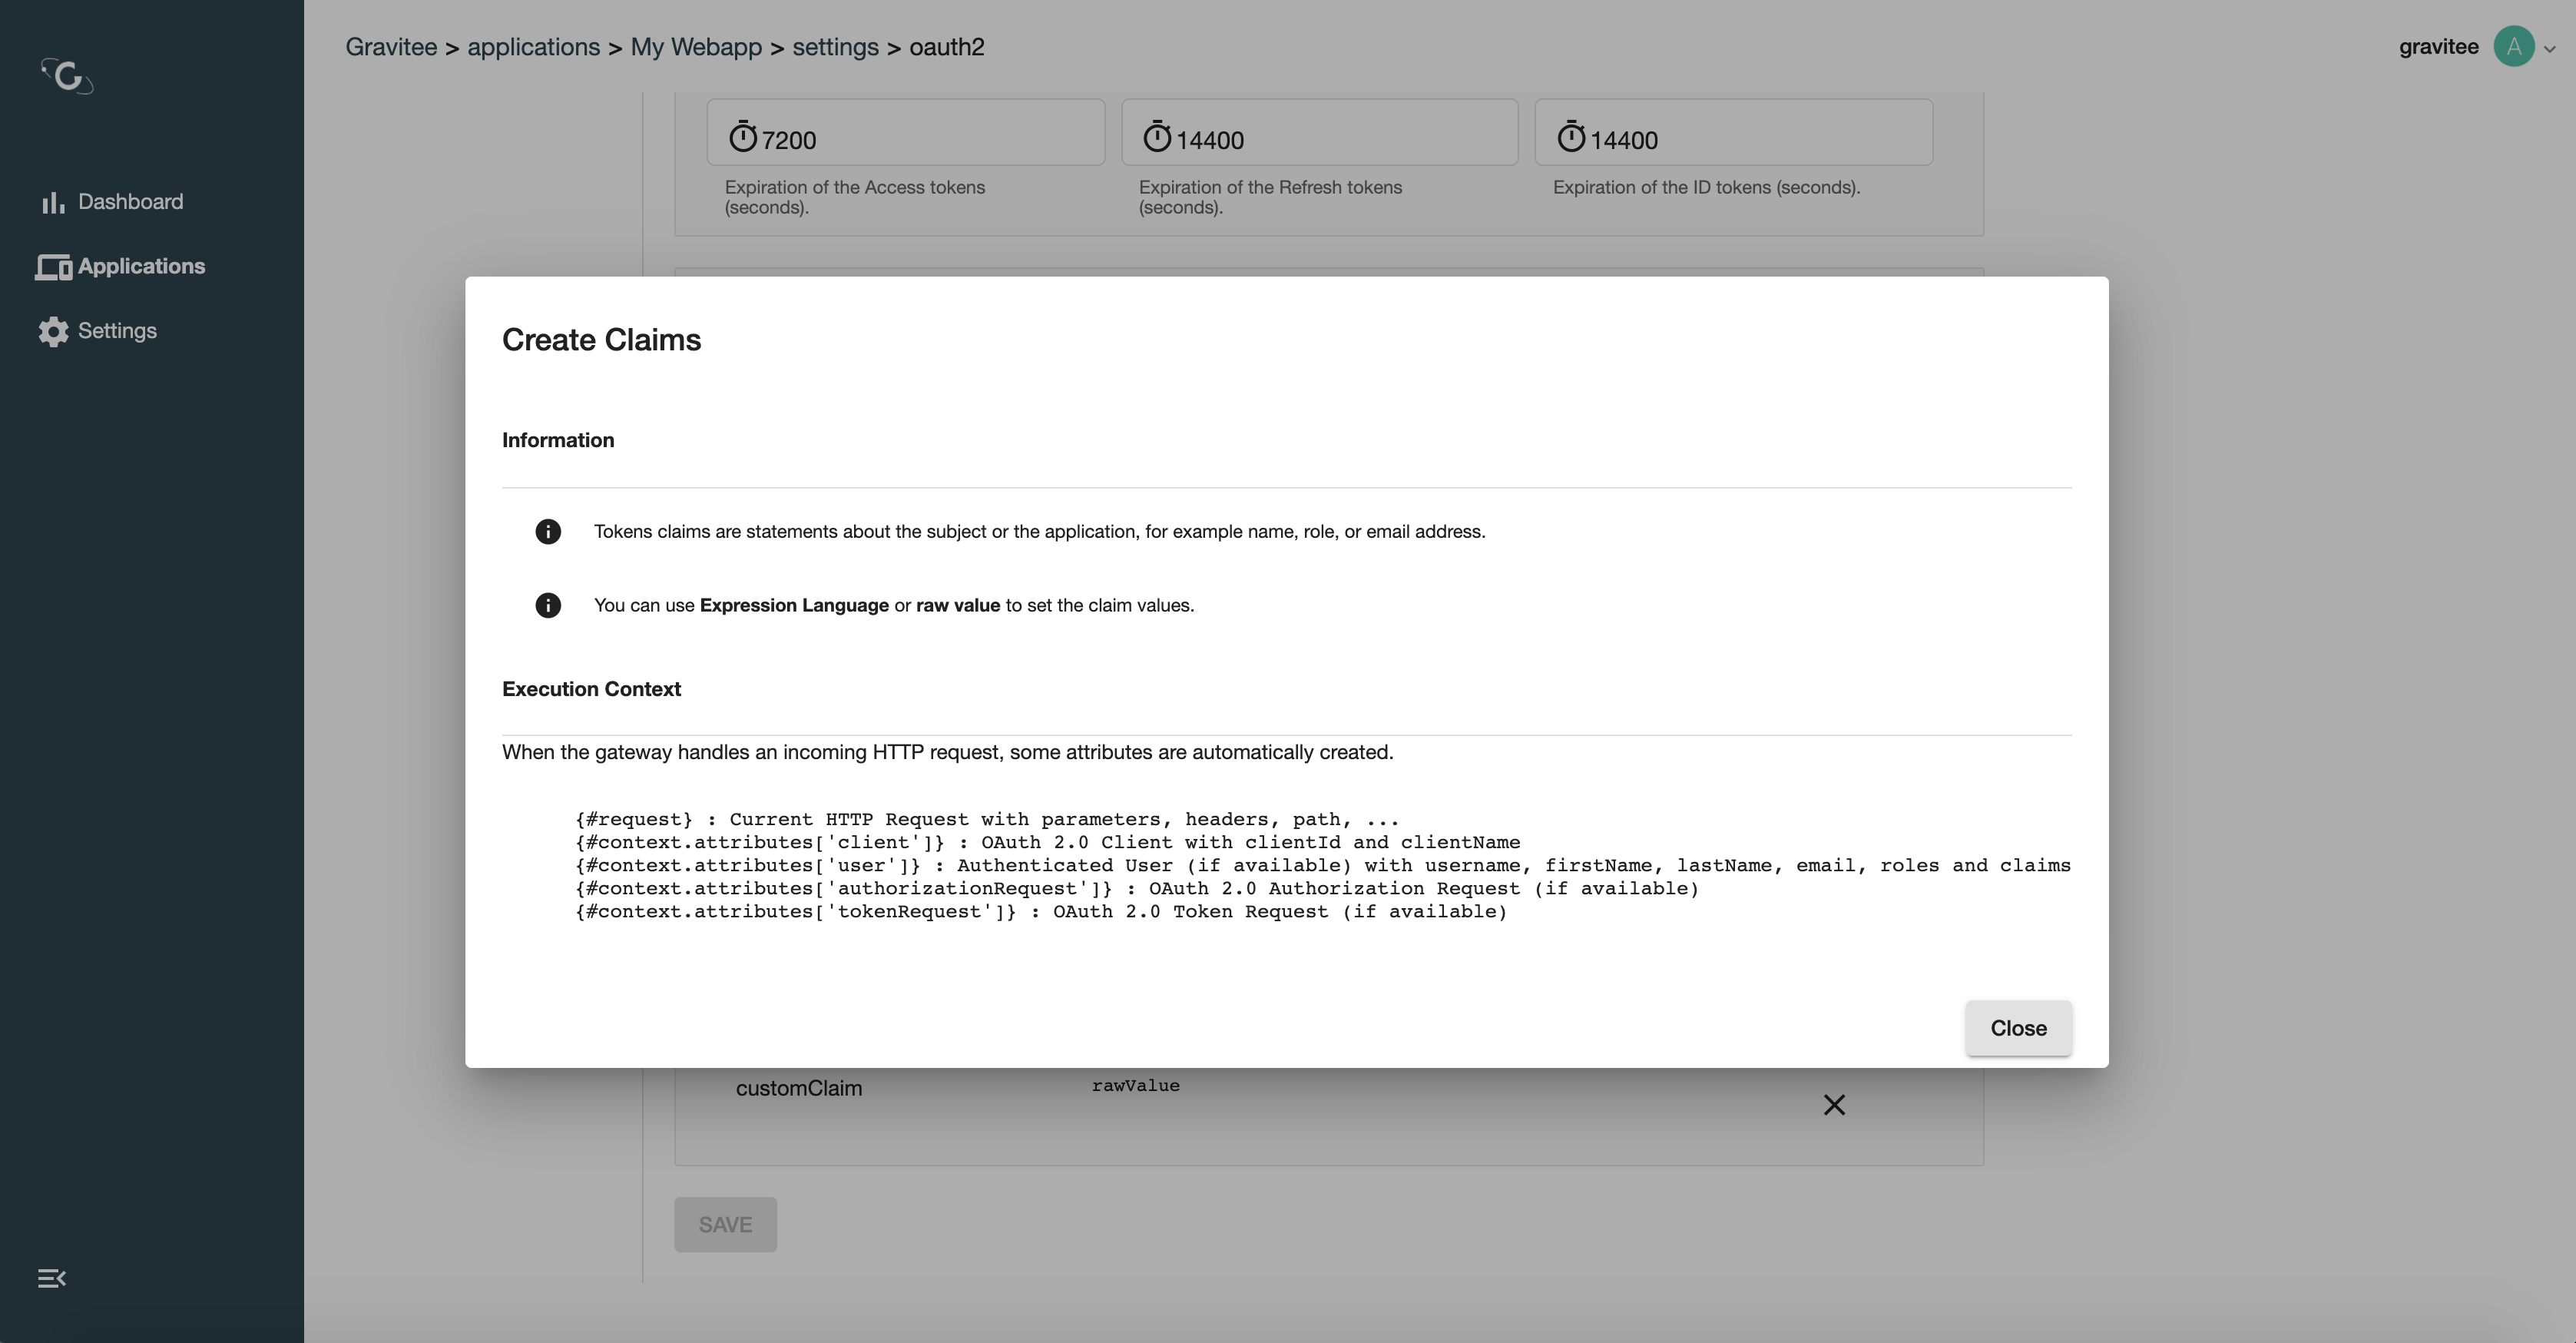 Gravitee > applications > My Webapp > settings > oauth2
gravitee A
Dashboard
Applications
Settings
7200
14400
14400
Expiration of the Access tokens
(seconds).
Expiration of the Refresh tokens
(seconds).
Expiration of the ID tokens (seconds).
Create Claims
Information
Tokens claims are statements about the subject or the application, for example name, role, or email address.
You can use Expression Language or raw value to set the claim values.
Execution Context
When the gateway handles an incoming HTTP request, some attributes are automatically created.
{#request} : Current HTTP Request with parameters, headers, path, ...
{#context.attributes['client']} : OAuth 2.0 Client with clientId and clientName
{#context.attributes['user']} : Authenticated User (if available) with username, firstName, lastName, email, roles and claims
{#context.attributes['authorizationRequest']} : OAuth 2.0 Authorization Request (if available)
{#context.attributes['tokenRequest']} : OAuth 2.0 Token Request (if available)
Close
customClaim rawValue
SAVE